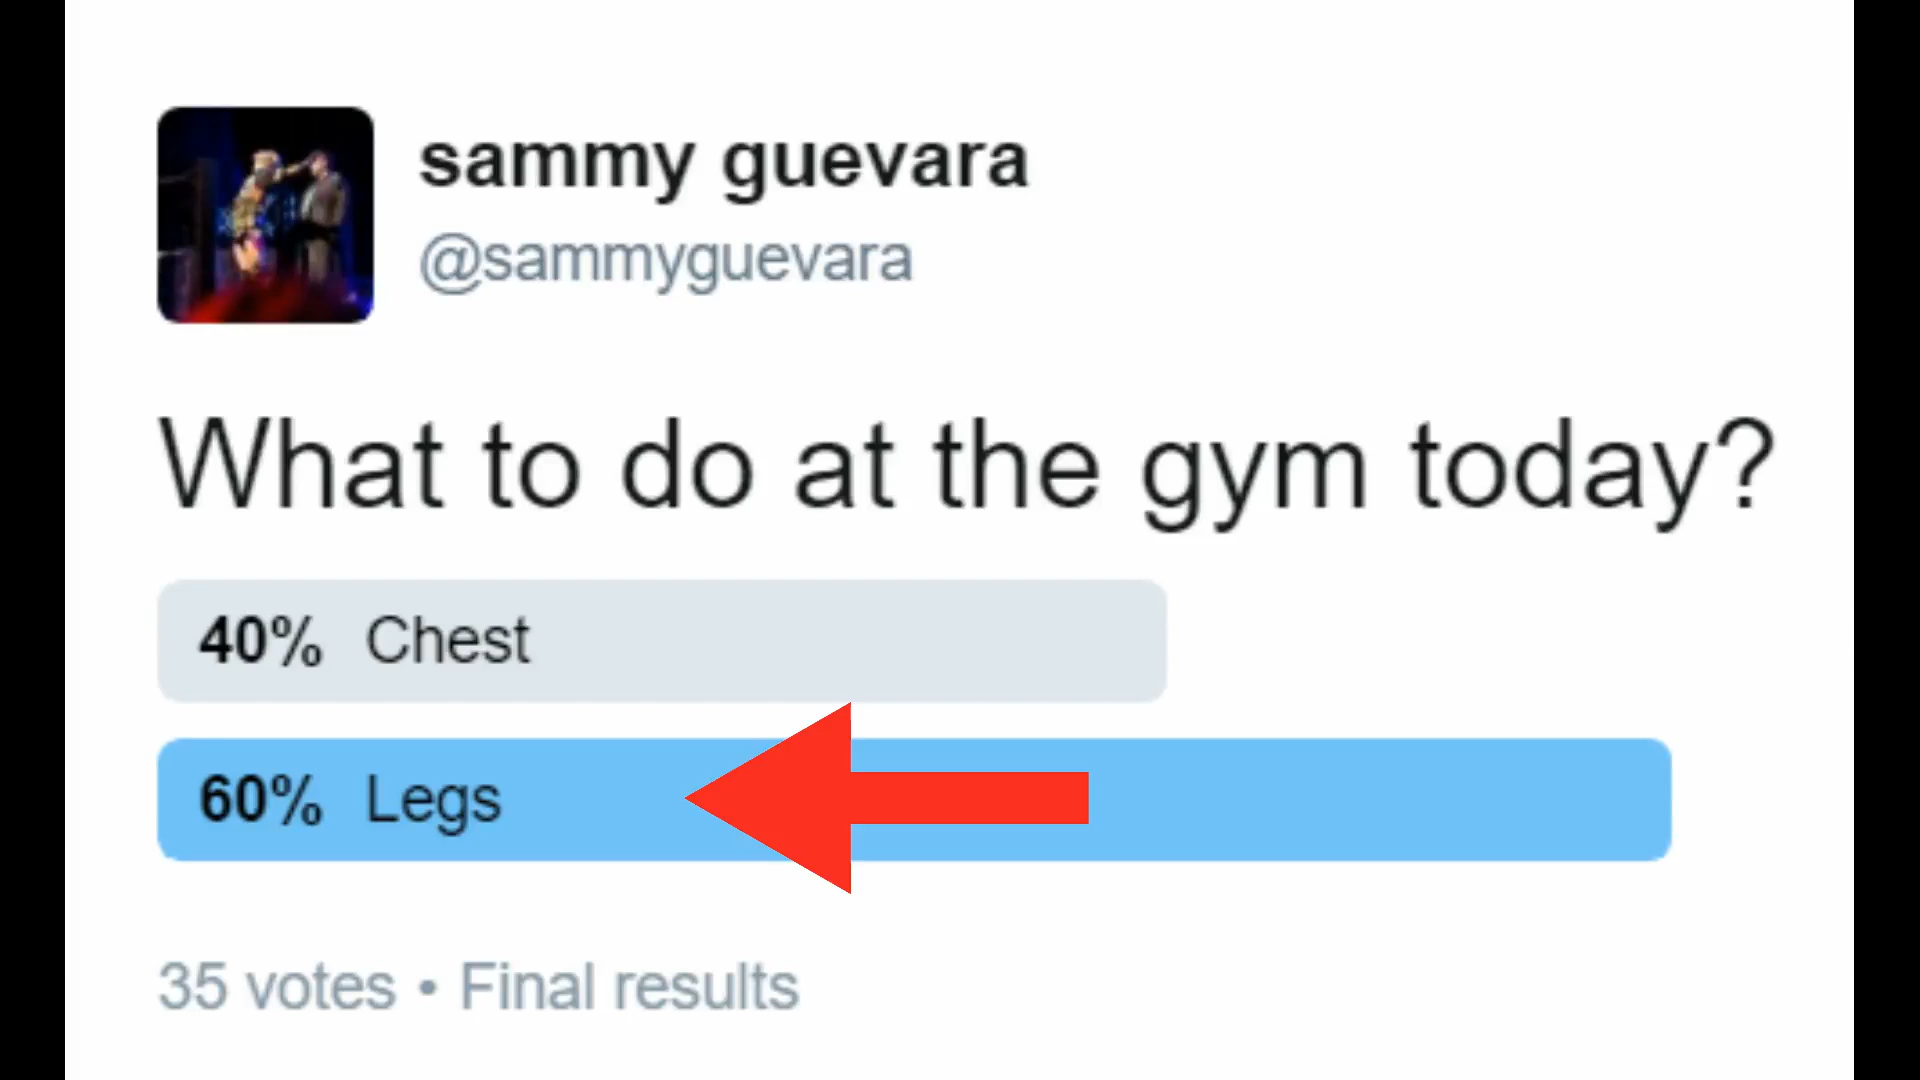 sammy guevara
@sammyguevara
What to do at the gym today?
40% Chest
60% Legs
35 votes • Final results